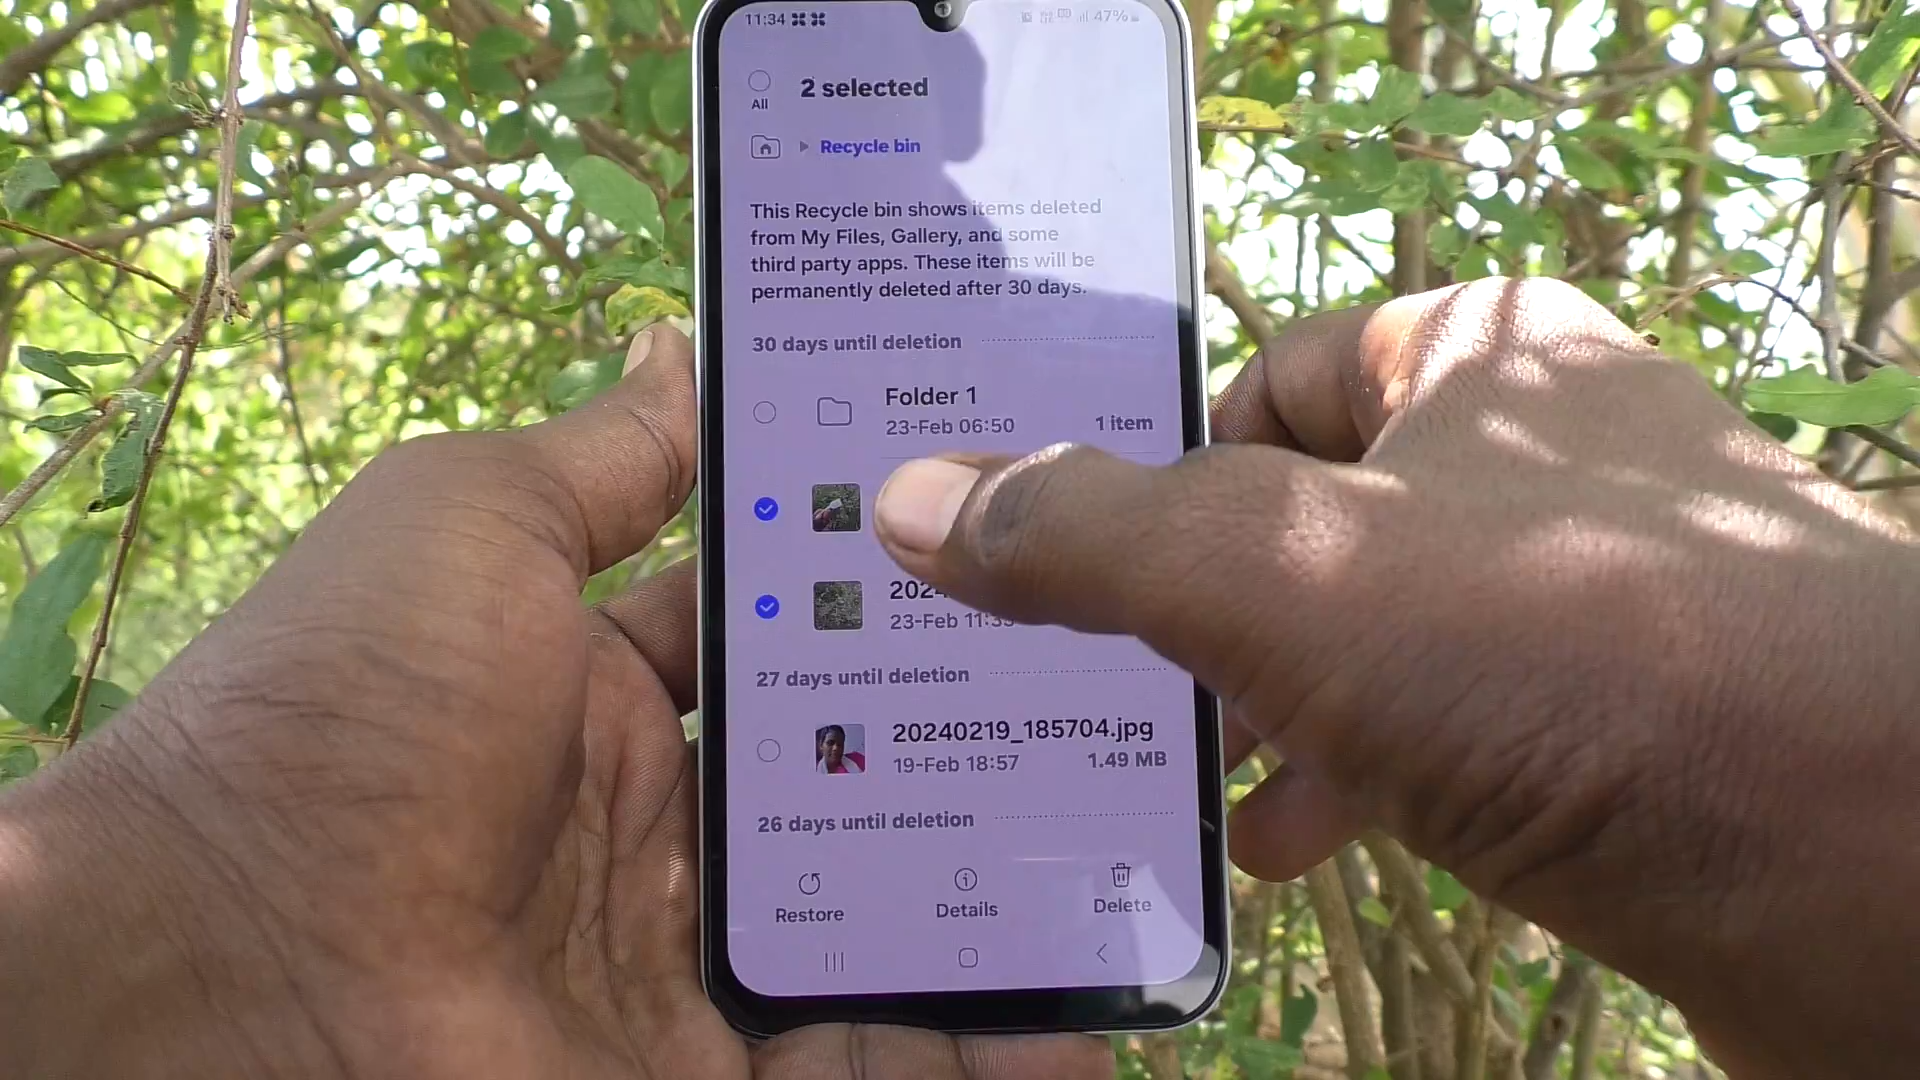 11:34
47%
2 selected
All
Recycle bin
This Recycle bin shows items deleted
from My Files, Gallery, and some
third party apps. These items will be
permanently deleted after 30 days.
30 days until deletion
Folder 1
23-Feb 06:50 1 item
202
23-Feb 11:33
27 days until deletion
20240219_185704.jpg
19-Feb 18:57 1.49 MB
26 days until deletion
Restore Details Delete